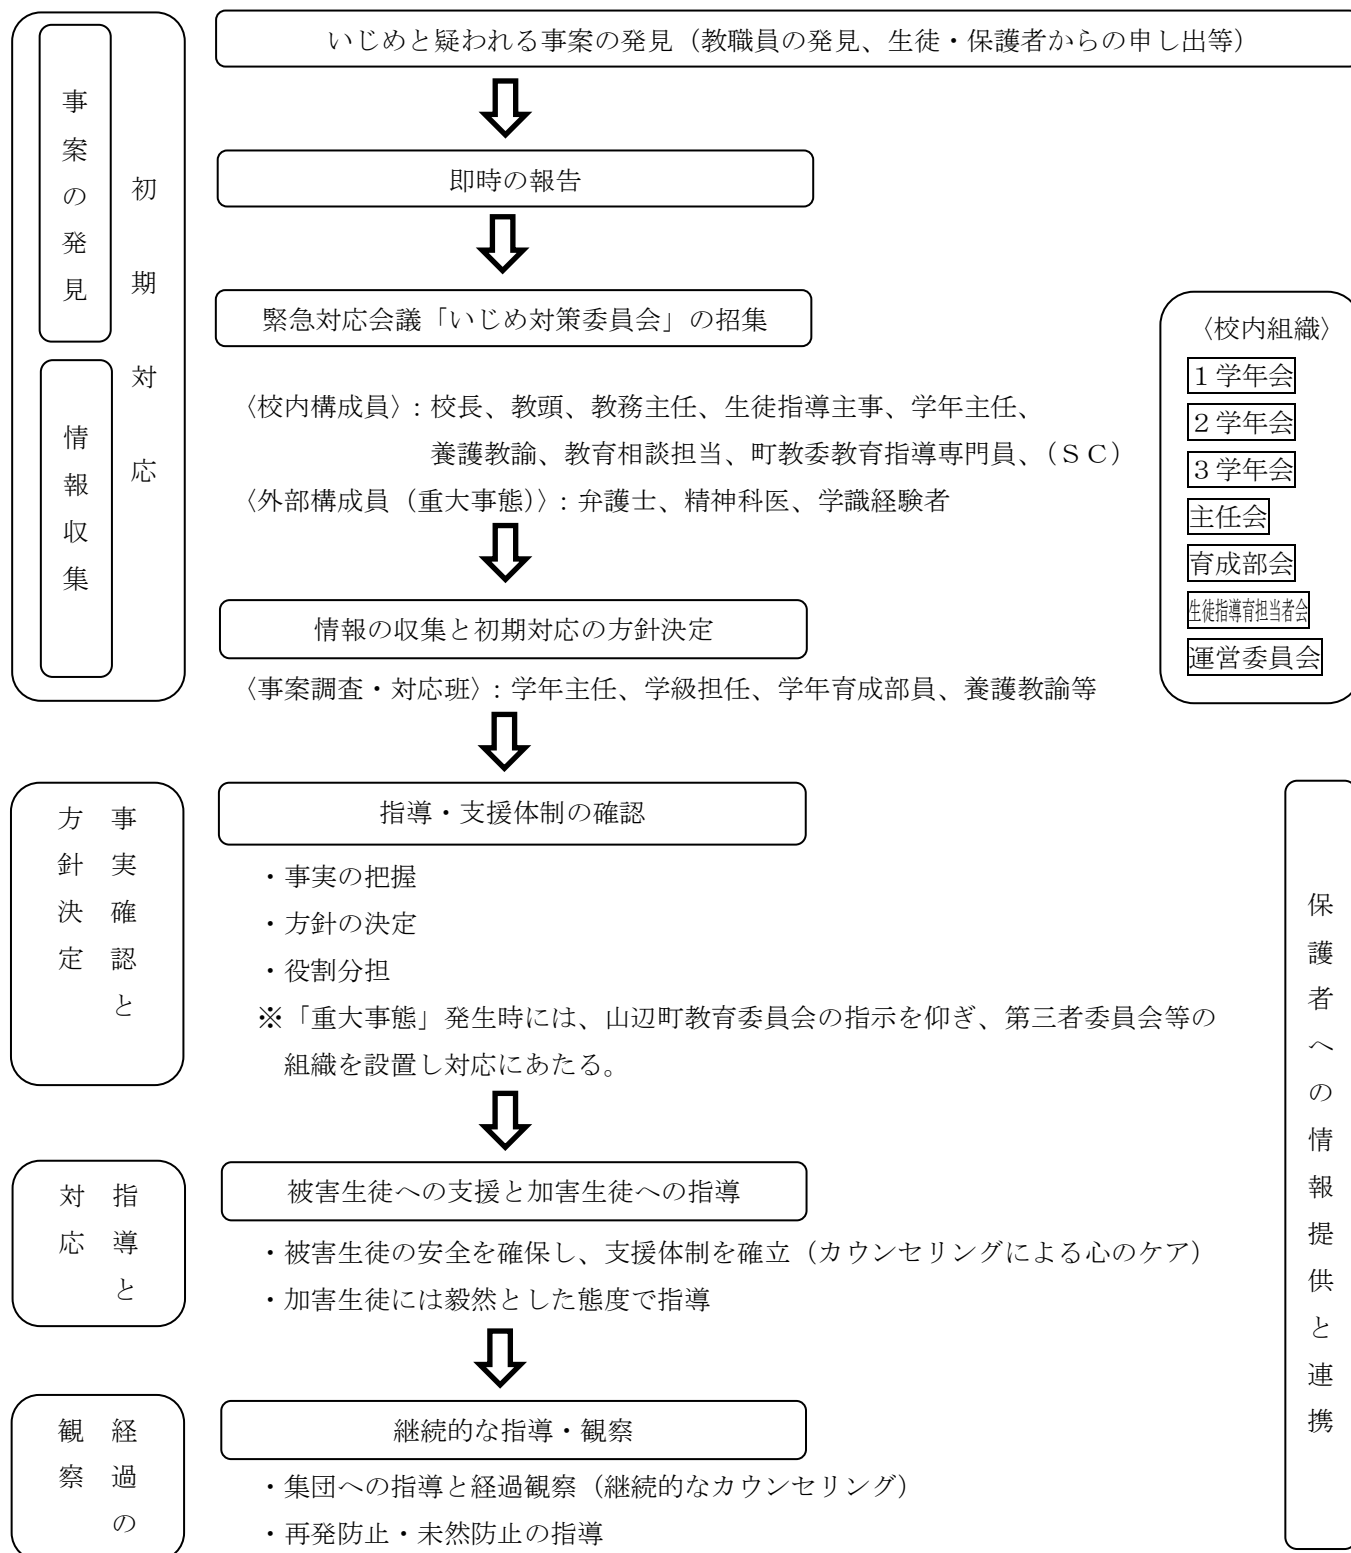 いじめと疑われる事案の発見（教職員の発見、生徒・保護者からの申し出等）
事案の発見
初期対応
即時の報告
緊急対応会議「いじめ対策委員会」の招集
〈校内組織〉
１学年会
２学年会
３学年会
主任会
育成部会
生徒指導育担当者会
運営委員会
情報収集
〈校内構成員〉：校長、教頭、教務主任、生徒指導主事、学年主任、
養護教諭、教育相談担当、町教委教育指導専門員、（ＳＣ）
〈外部構成員（重大事態）〉：弁護士、精神科医、学識経験者
情報の収集と初期対応の方針決定
〈事案調査・対応班〉：学年主任、学級担任、学年育成部員、養護教諭等
事実確認と
方針決定
指導・支援体制の確認
・事実の把握
・方針の決定
・役割分担
※「重大事態」発生時には、山辺町教育委員会の指示を仰ぎ、第三者委員会等の
組織を設置し対応にあたる。
保護者への情報提供と連携
指導と
対応
被害生徒への支援と加害生徒への指導
・被害生徒の安全を確保し、支援体制を確立（カウンセリングによる心のケア）
・加害生徒には毅然とした態度で指導
経過の
観察
継続的な指導・観察
・集団への指導と経過観察（継続的なカウンセリング）
・再発防止・未然防止の指導